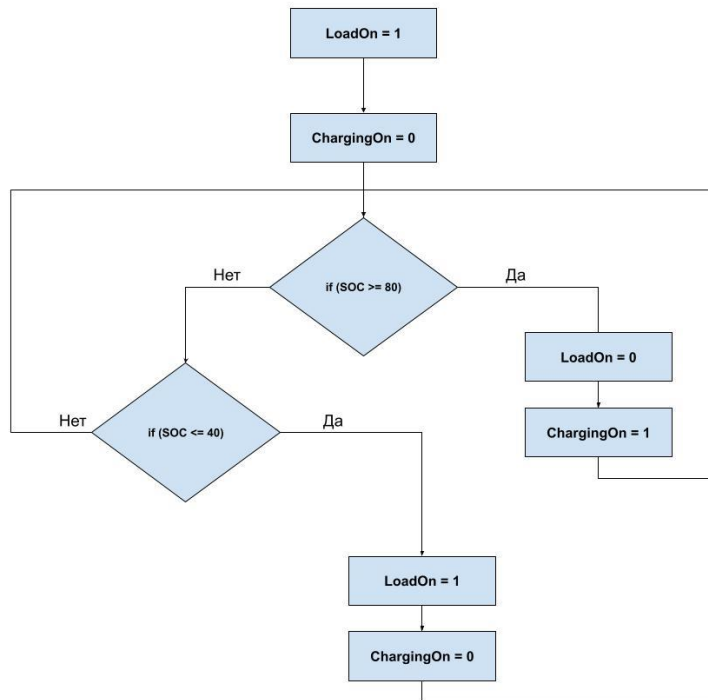 LoadOn = 1
ChargingOn = 0
if (SOC >= 80)
Нет
Да
LoadOn = 0
ChargingOn = 1
if (SOC <= 40)
Нет
Да
LoadOn = 1
ChargingOn = 0